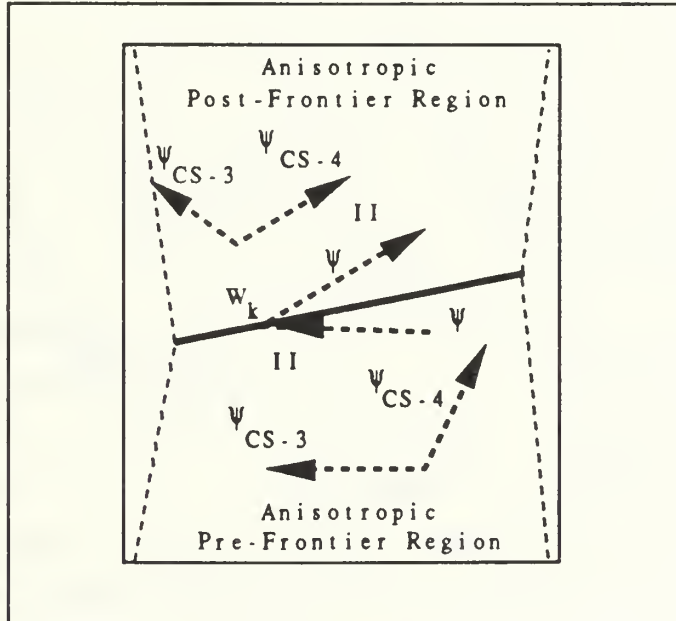 Anisotropic
Post-Frontier Region
Ψ CS-3
Ψ CS-4
II
Ψ
W k
Ψ
II
Ψ CS-4
Ψ CS-3
Anisotropic
Pre-Frontier Region